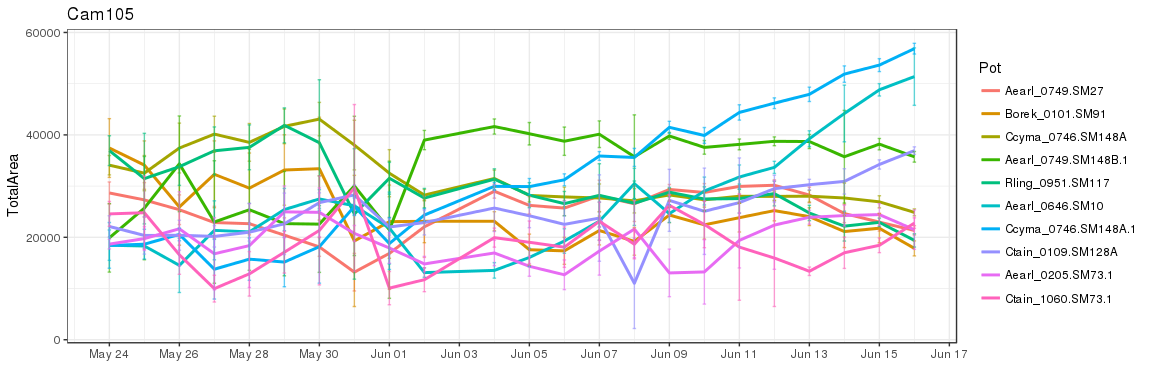 Cam105
TotalArea
60000
40000
20000
0
May 24 May 26 May 28 May 30 Jun 01 Jun 03 Jun 05 Jun 07 Jun 09 Jun 11 Jun 13 Jun 15 Jun 17
Pot
Aearl_0749.SM27
Borek_0101.SM91
Ccyma_0746.SM148A
Aearl_0749.SM148B.1
Rling_0951.SM117
Aearl_0646.SM10
Ccyma_0746.SM148A.1
Ctain_0109.SM128A
Aearl_0205.SM73.1
Ctain_1060.SM73.1